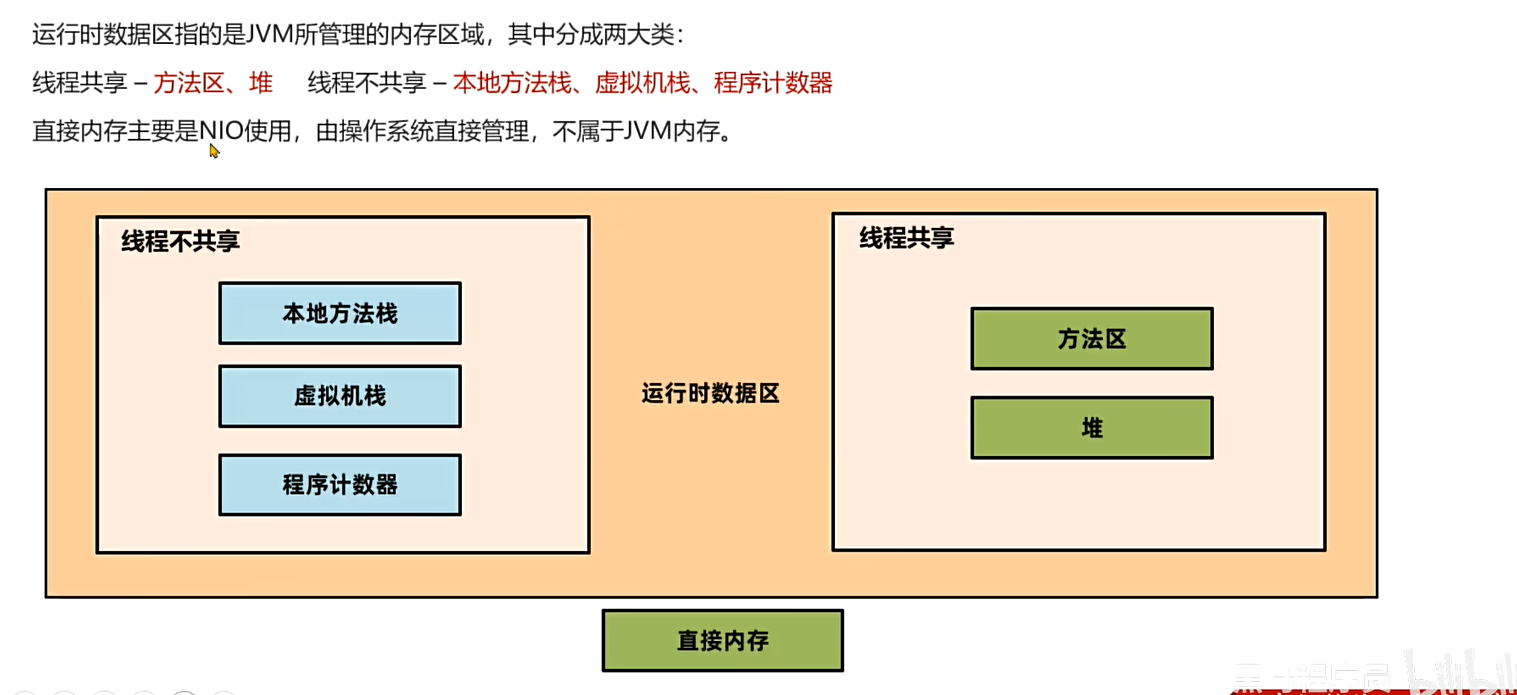 运行时数据区指的是JVM所管理的内存区域，其中分成两大类：
线程共享 – 方法区、堆 线程不共享 – 本地方法栈、虚拟机栈、程序计数器
直接内存主要是NIO使用，由操作系统直接管理，不属于JVM内存。
线程不共享
本地方法栈
虚拟机栈
程序计数器
运行时数据区
线程共享
方法区
堆
直接内存